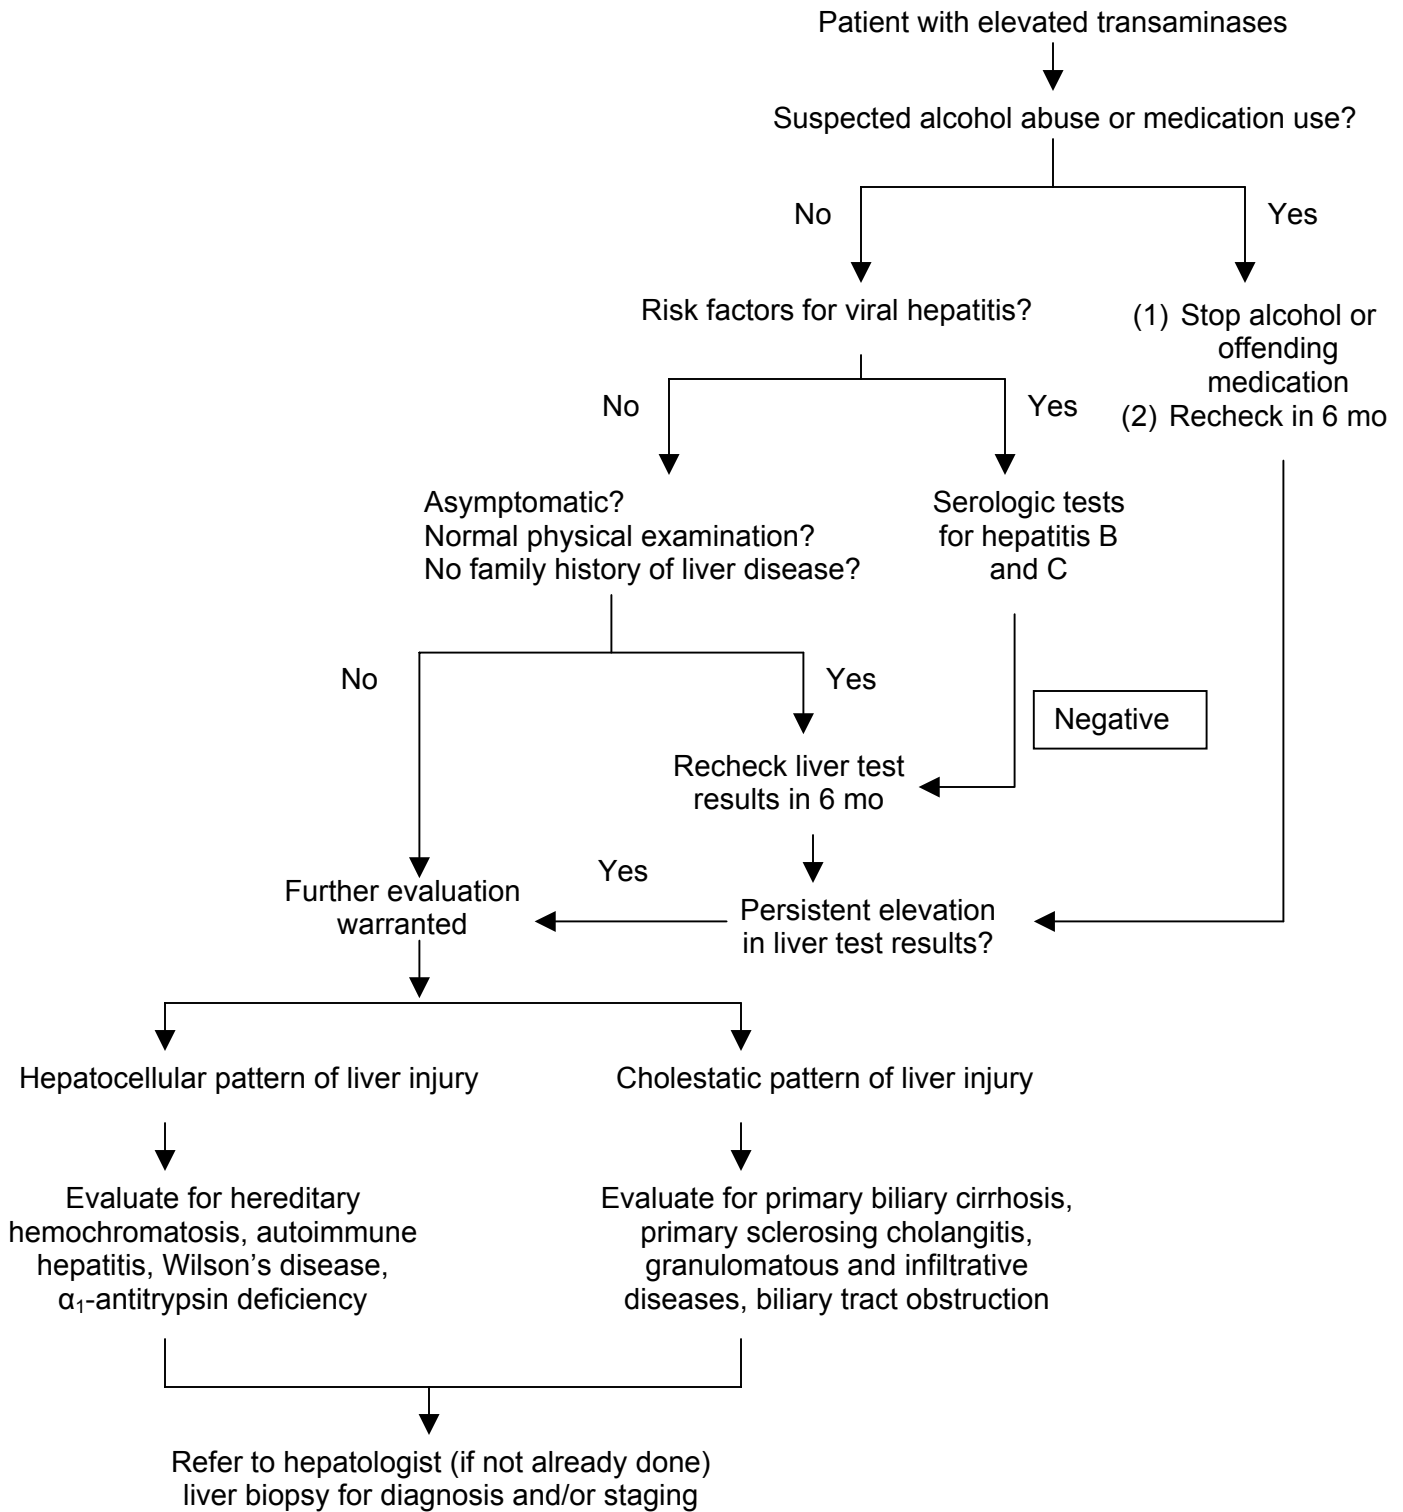 Patient with elevated transaminases
Suspected alcohol abuse or medication use?
No
Yes
Risk factors for viral hepatitis?
(1) Stop alcohol or
offending
medication
(2) Recheck in 6 mo
No
Yes
Asymptomatic?
Normal physical examination?
No family history of liver disease?
Serologic tests
for hepatitis B
and C
No
Yes
Negative
Recheck liver test
results in 6 mo
Yes
Further evaluation
warranted
Persistent elevation
in liver test results?
Hepatocellular pattern of liver injury
Cholestatic pattern of liver injury
Evaluate for hereditary
hemochromatosis, autoimmune
hepatitis, Wilson’s disease,
α₁-antitrypsin deficiency
Evaluate for primary biliary cirrhosis,
primary sclerosing cholangitis,
granulomatous and infiltrative
diseases, biliary tract obstruction
Refer to hepatologist (if not already done)
liver biopsy for diagnosis and/or staging